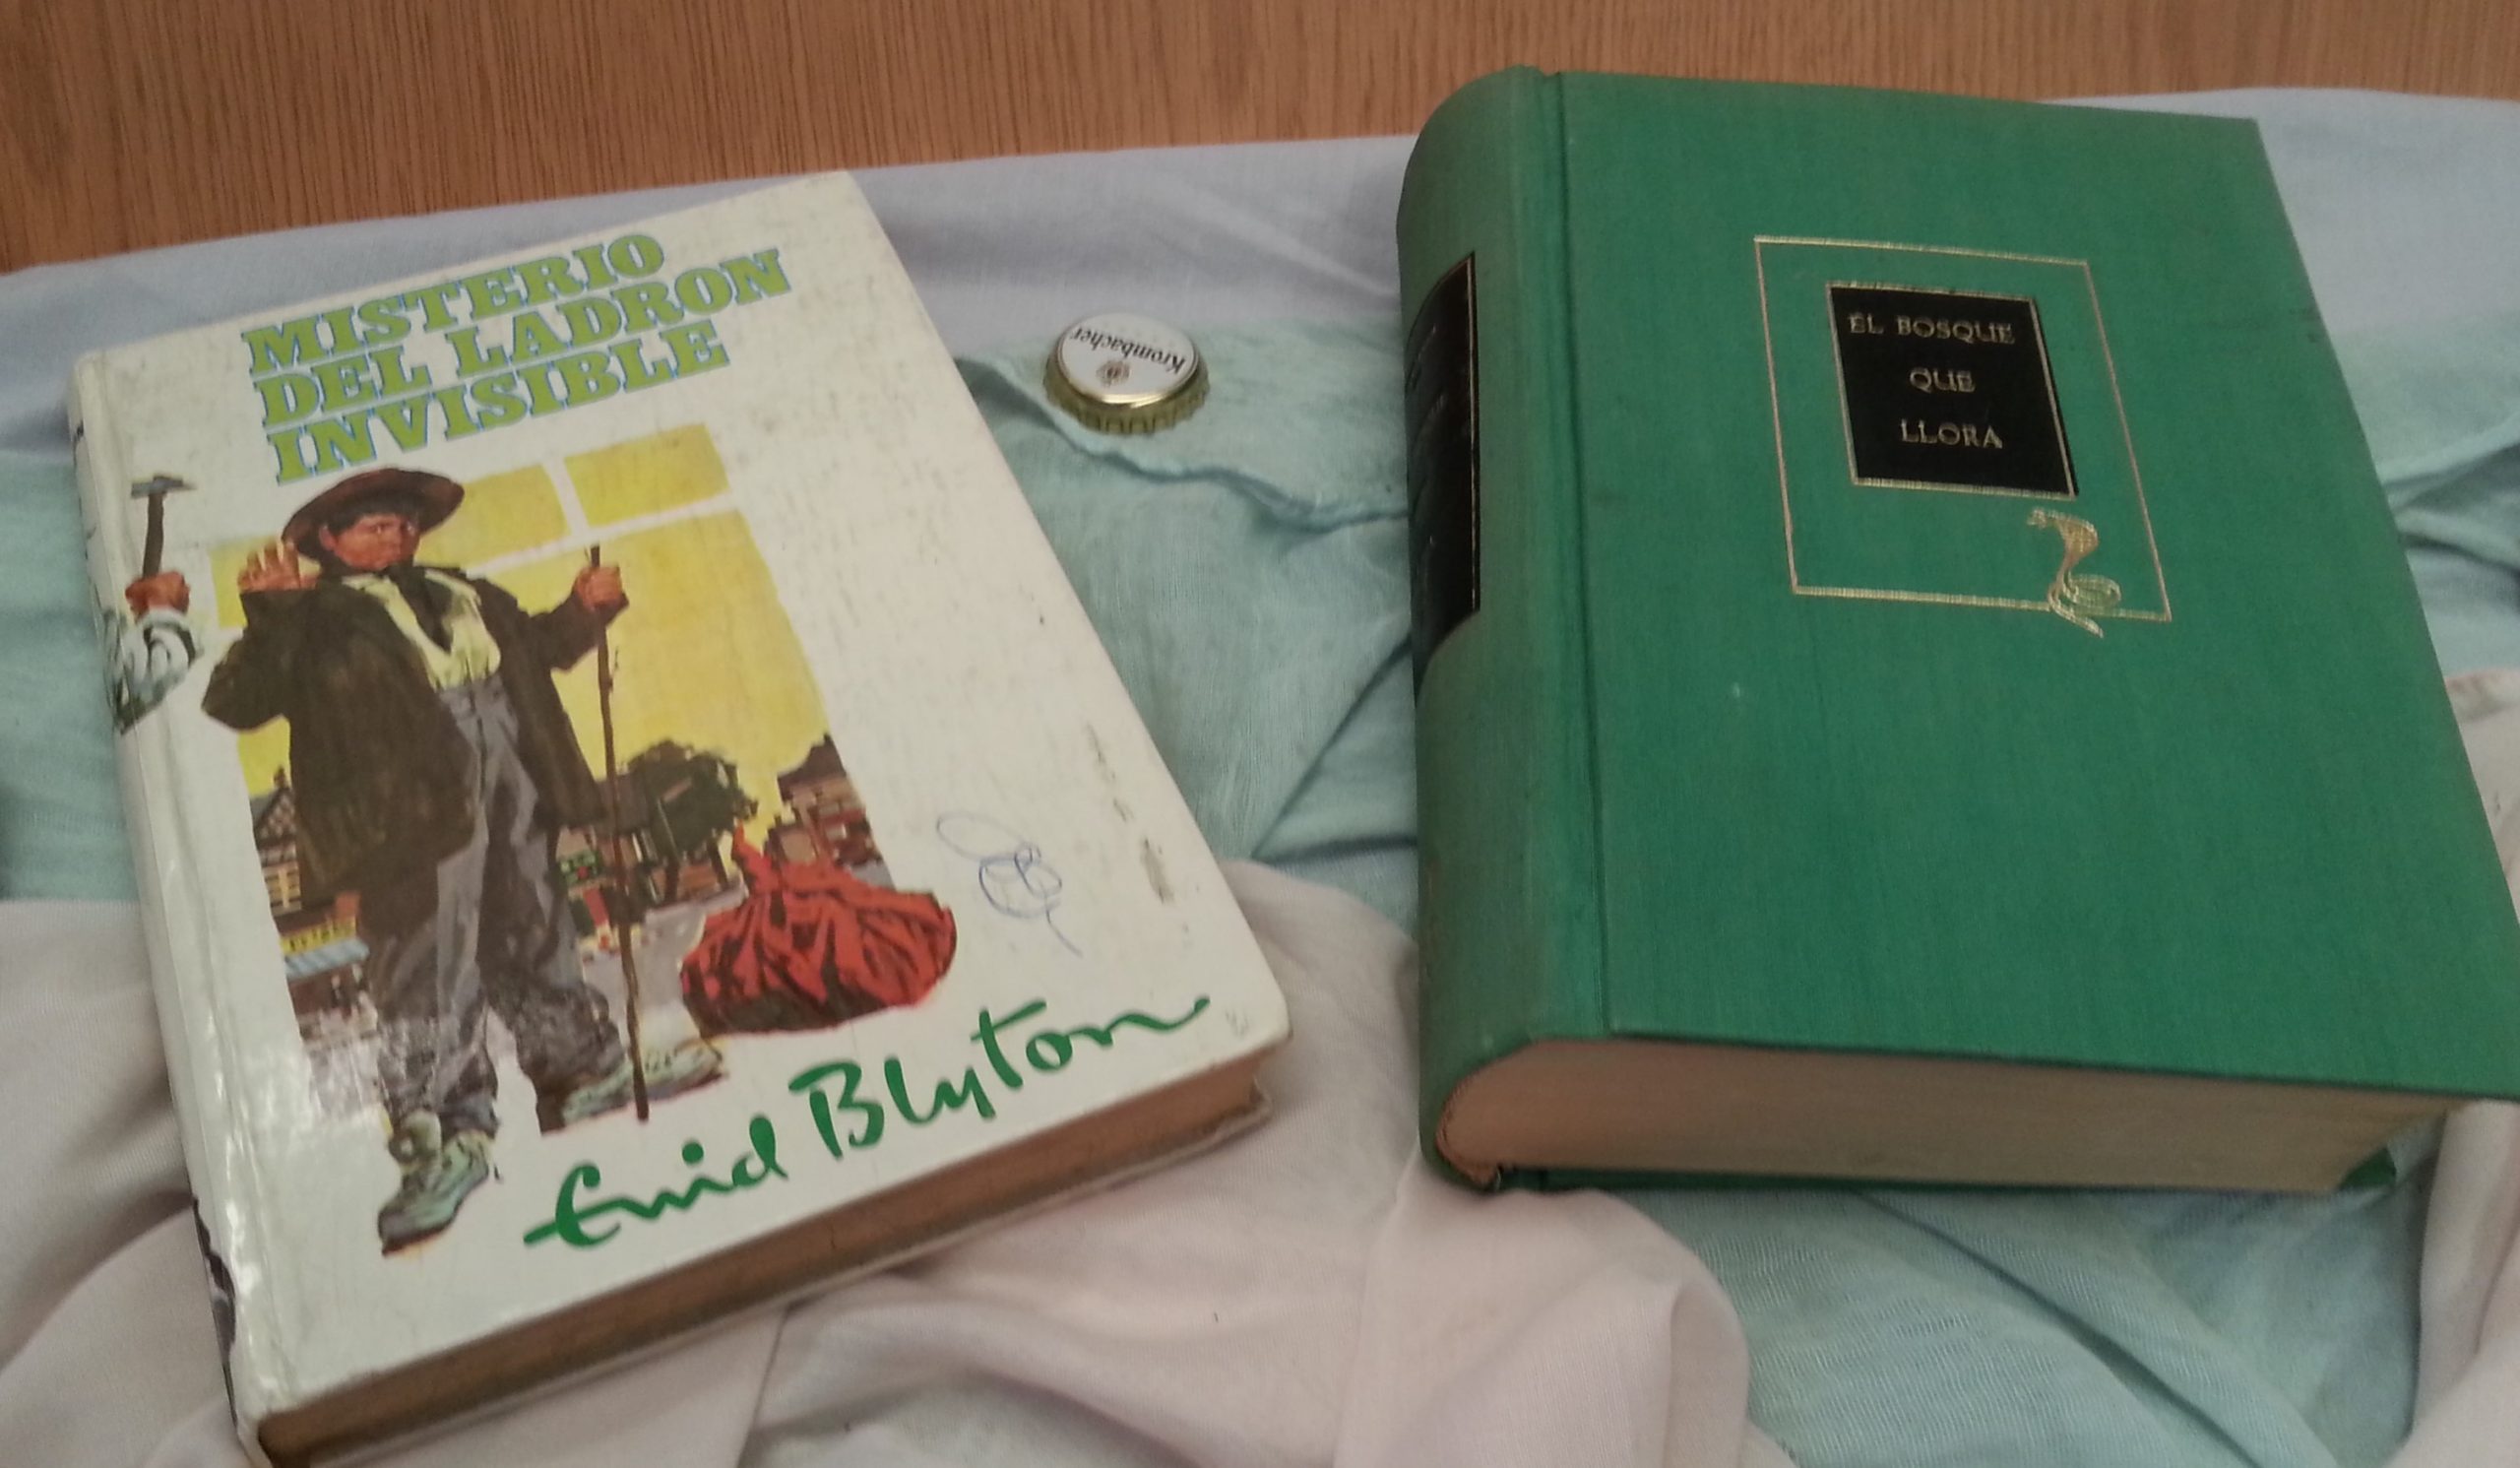 MISTERIO
DEL LADRON
INVISIBLE
Enid Blyton
Krombacher
EL BOSQUE
QUE
LLORA